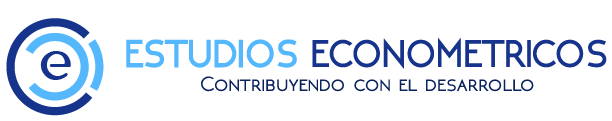 e
ESTUDIOS ECONOMETRICOS
CONTRIBUYENDO CON EL DESARROLLO